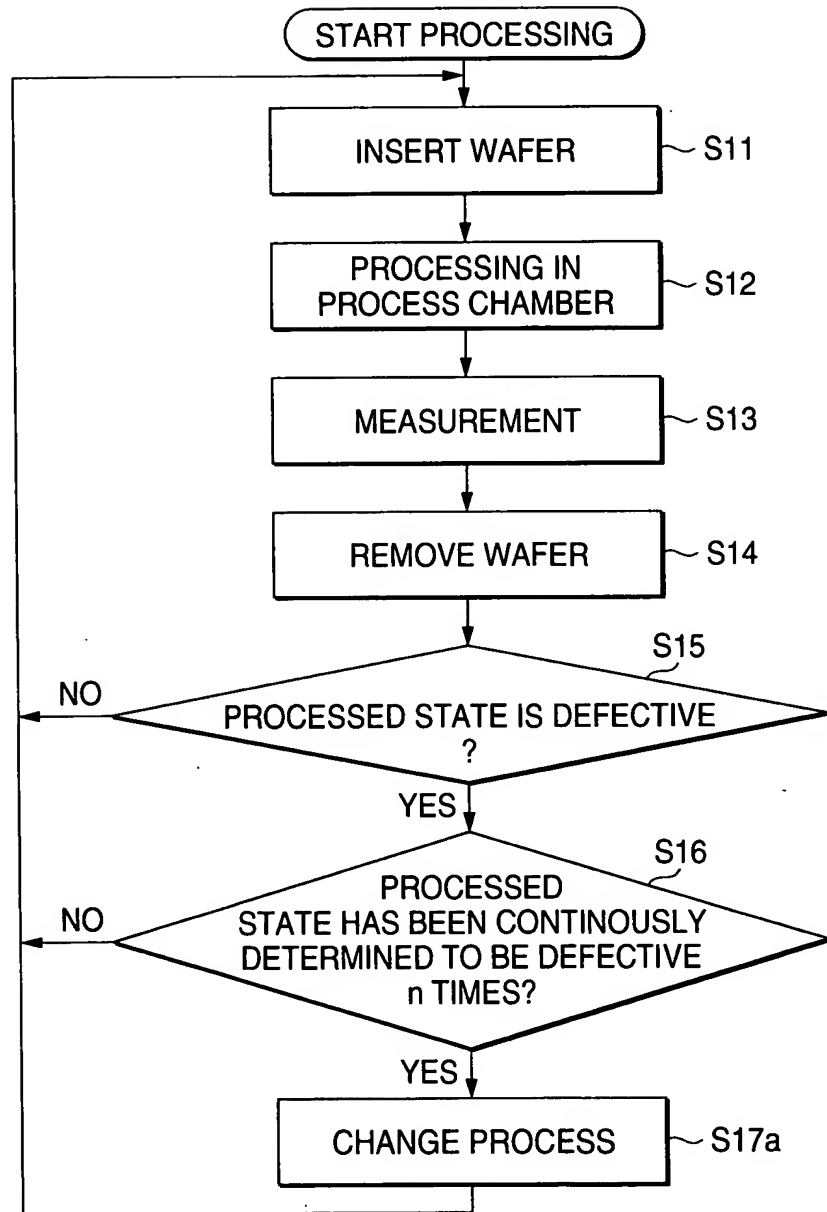 START PROCESSING
INSERT WAFER
S11
PROCESSING IN
PROCESS CHAMBER
S12
MEASUREMENT
S13
REMOVE WAFER
S14
S15
NO
PROCESSED STATE IS DEFECTIVE
?
YES
S16
NO
PROCESSED
STATE HAS BEEN CONTINOUSLY
DETERMINED TO BE DEFECTIVE
n TIMES?
YES
CHANGE PROCESS
S17a